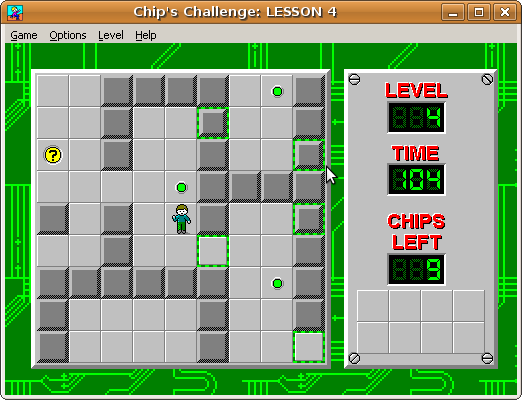 Chip's Challenge: LESSON 4
Game Options Level Help
?
LEVEL
4
TIME
104
CHIPS
LEFT
9